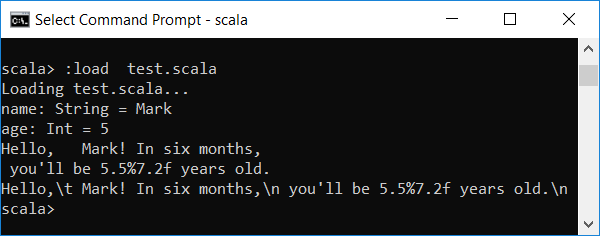 Select Command Prompt - scala
scala> :load  test.scala
Loading test.scala...
name: String = Mark
age: Int = 5
Hello,   Mark! In six months,
 you'll be 5.5%7.2f years old.
Hello,\t Mark! In six months,\n you'll be 5.5%7.2f years old.\n
scala>